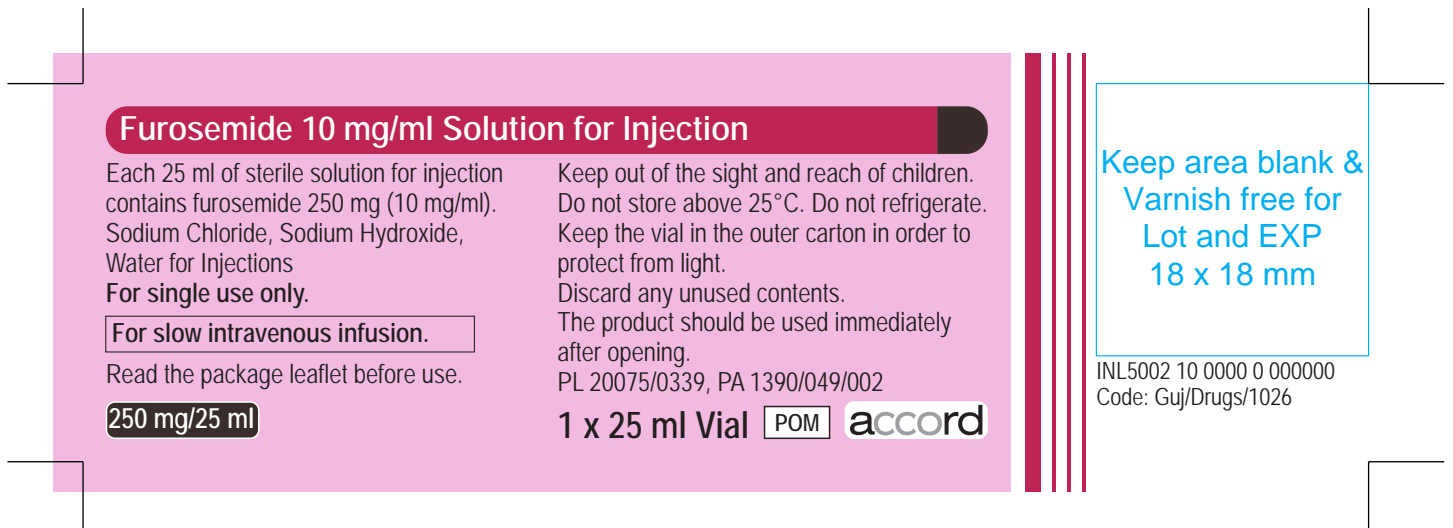 Furosemide 10 mg/ml Solution for Injection
Each 25 ml of sterile solution for injection
contains furosemide 250 mg (10 mg/ml).
Sodium Chloride, Sodium Hydroxide,
Water for Injections
For single use only.
For slow intravenous infusion.
Read the package leaflet before use.
250 mg/25 ml
Keep out of the sight and reach of children.
Do not store above 25°C. Do not refrigerate.
Keep the vial in the outer carton in order to
protect from light.
Discard any unused contents.
The product should be used immediately
after opening.
PL 20075/0339, PA 1390/049/002
1 x 25 ml Vial POM accord
Keep area blank &
Varnish free for
Lot and EXP
18 x 18 mm
INL5002 10 0000 0 000000
Code: Guj/Drugs/1026